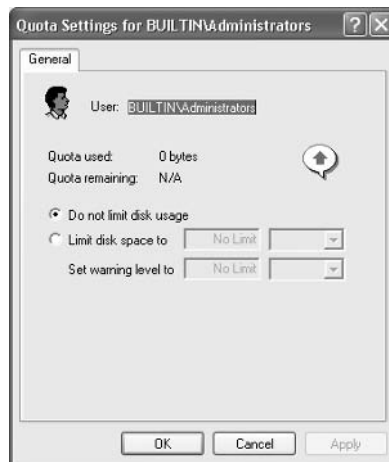 Quota Settings for BUILTIN\Administrators
General
User: BUILTIN\Administrators
Quota used: 0 bytes
Quota remaining: N/A
Do not limit disk usage
Limit disk space to No Limit
Set warning level to No Limit
OK Cancel Apply